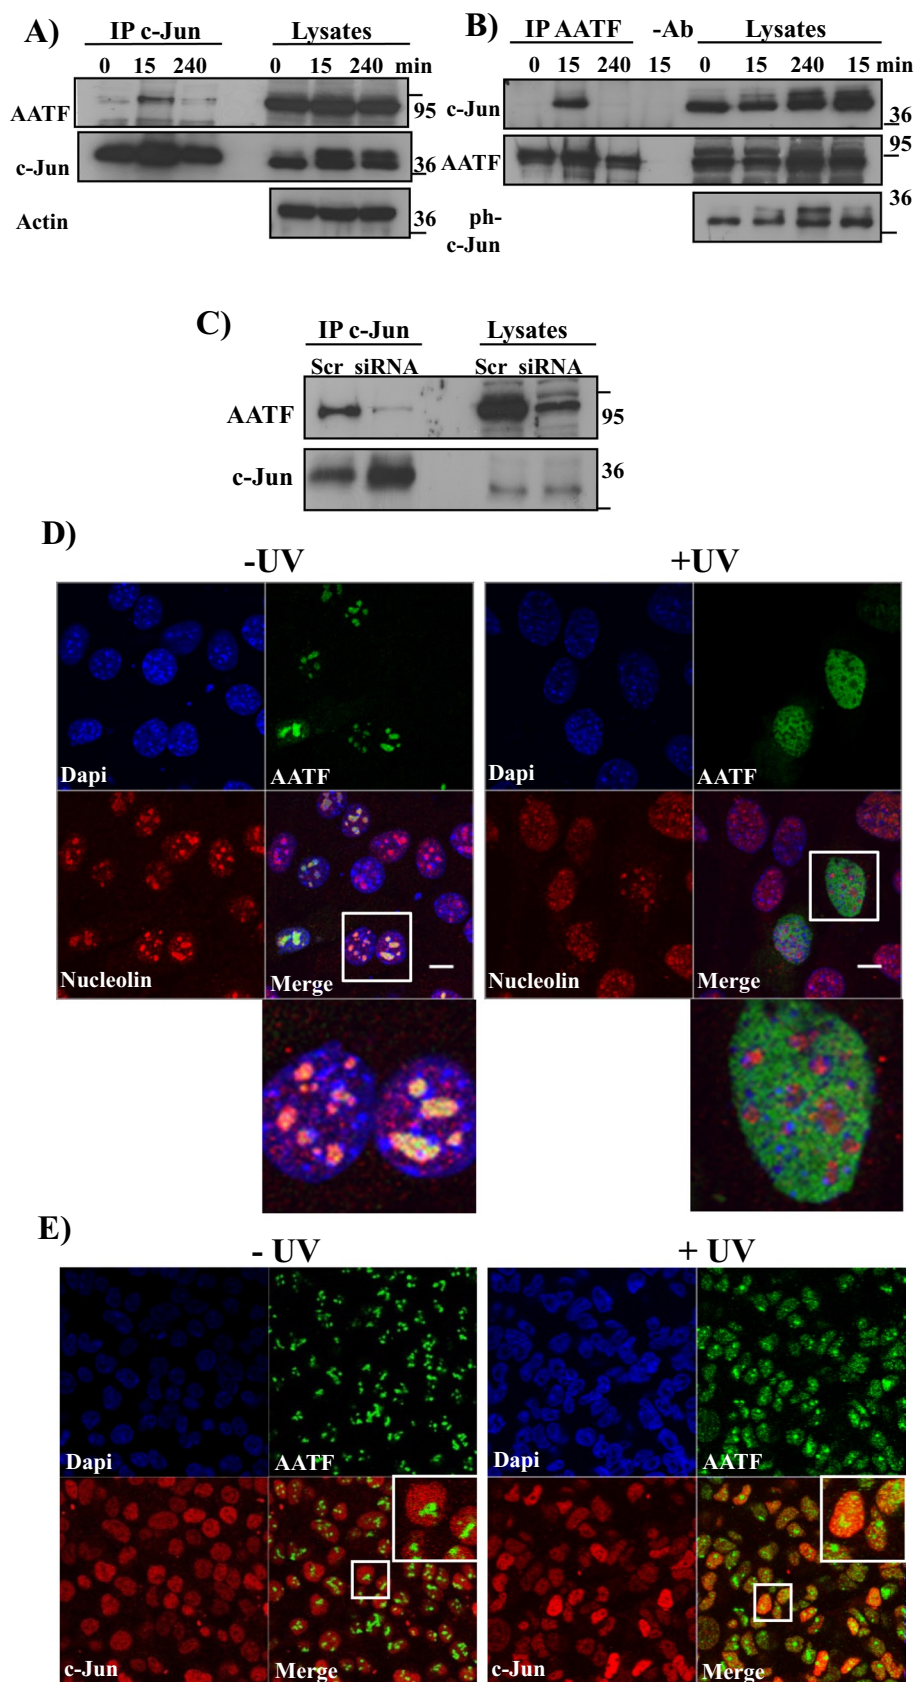 A)
IP c-Jun Lysates
0 15 240 0 15 240 min
AATF 95
c-Jun 36
Actin 36
B)
IP AATF -Ab Lysates
0 15 240 15 0 15 240 15 min
c-Jun 36
AATF 95
ph-c-Jun 36
C)
IP c-Jun Lysates
Scr siRNA Scr siRNA
AATF 95
c-Jun 36
D)
-UV +UV
Dapi AATF Dapi AATF
Nucleolin Merge Nucleolin Merge
E)
- UV + UV
Dapi AATF Dapi AATF
c-Jun Merge c-Jun Merge